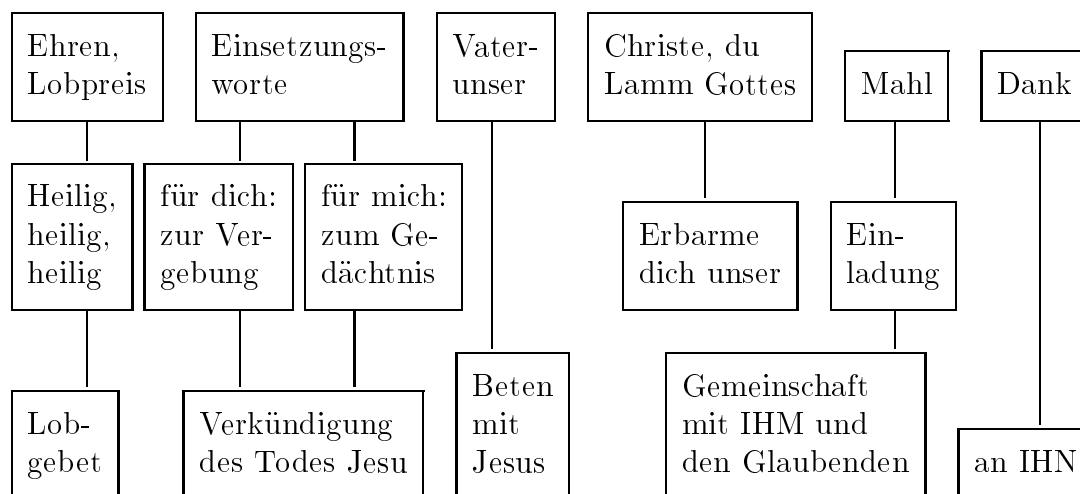 Ehren,
Lobpreis
Einsetzungs-
worte
Vater-
unser
Christe, du
Lamm Gottes
Mahl
Dank
Heilig,
heilig,
heilig
für dich:
zur Ver-
gebung
für mich:
zum Ge-
dächtnis
Erbarme
dich unser
Ein-
ladung
Lob-
gebet
Verkündigung
des Todes Jesu
Beten
mit
Jesus
Gemeinschaft
mit IHM und
den Glaubenden
an IHN